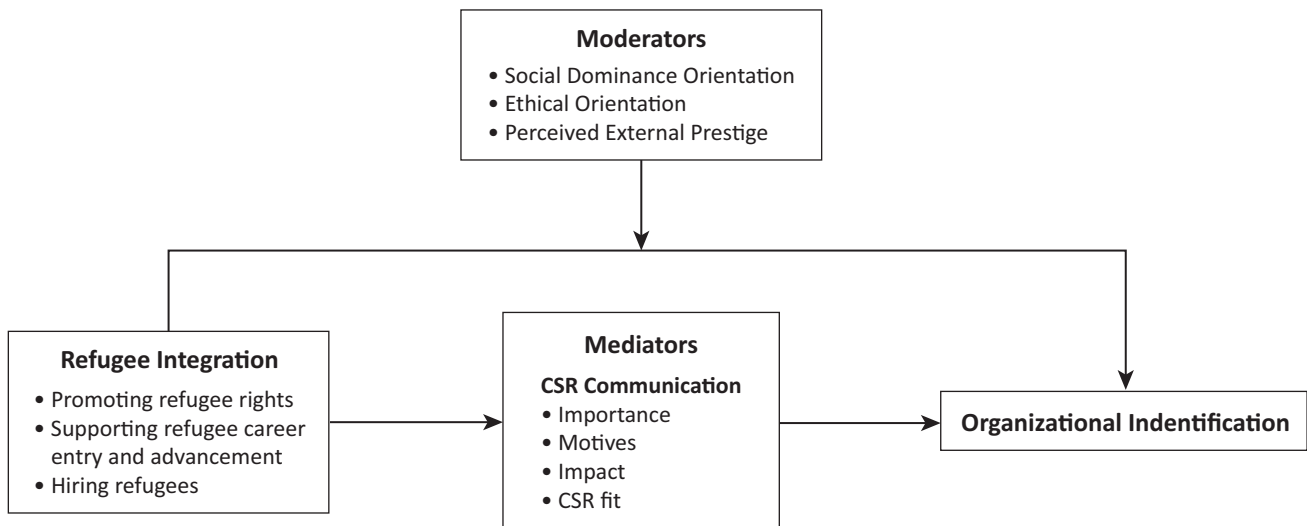 Moderators
• Social Dominance Orientation
• Ethical Orientation
• Perceived External Prestige
Refugee Integration
• Promoting refugee rights
• Supporting refugee career
entry and advancement
• Hiring refugees
Mediators
CSR Communication
• Importance
• Motives
• Impact
• CSR fit
Organizational Indentification